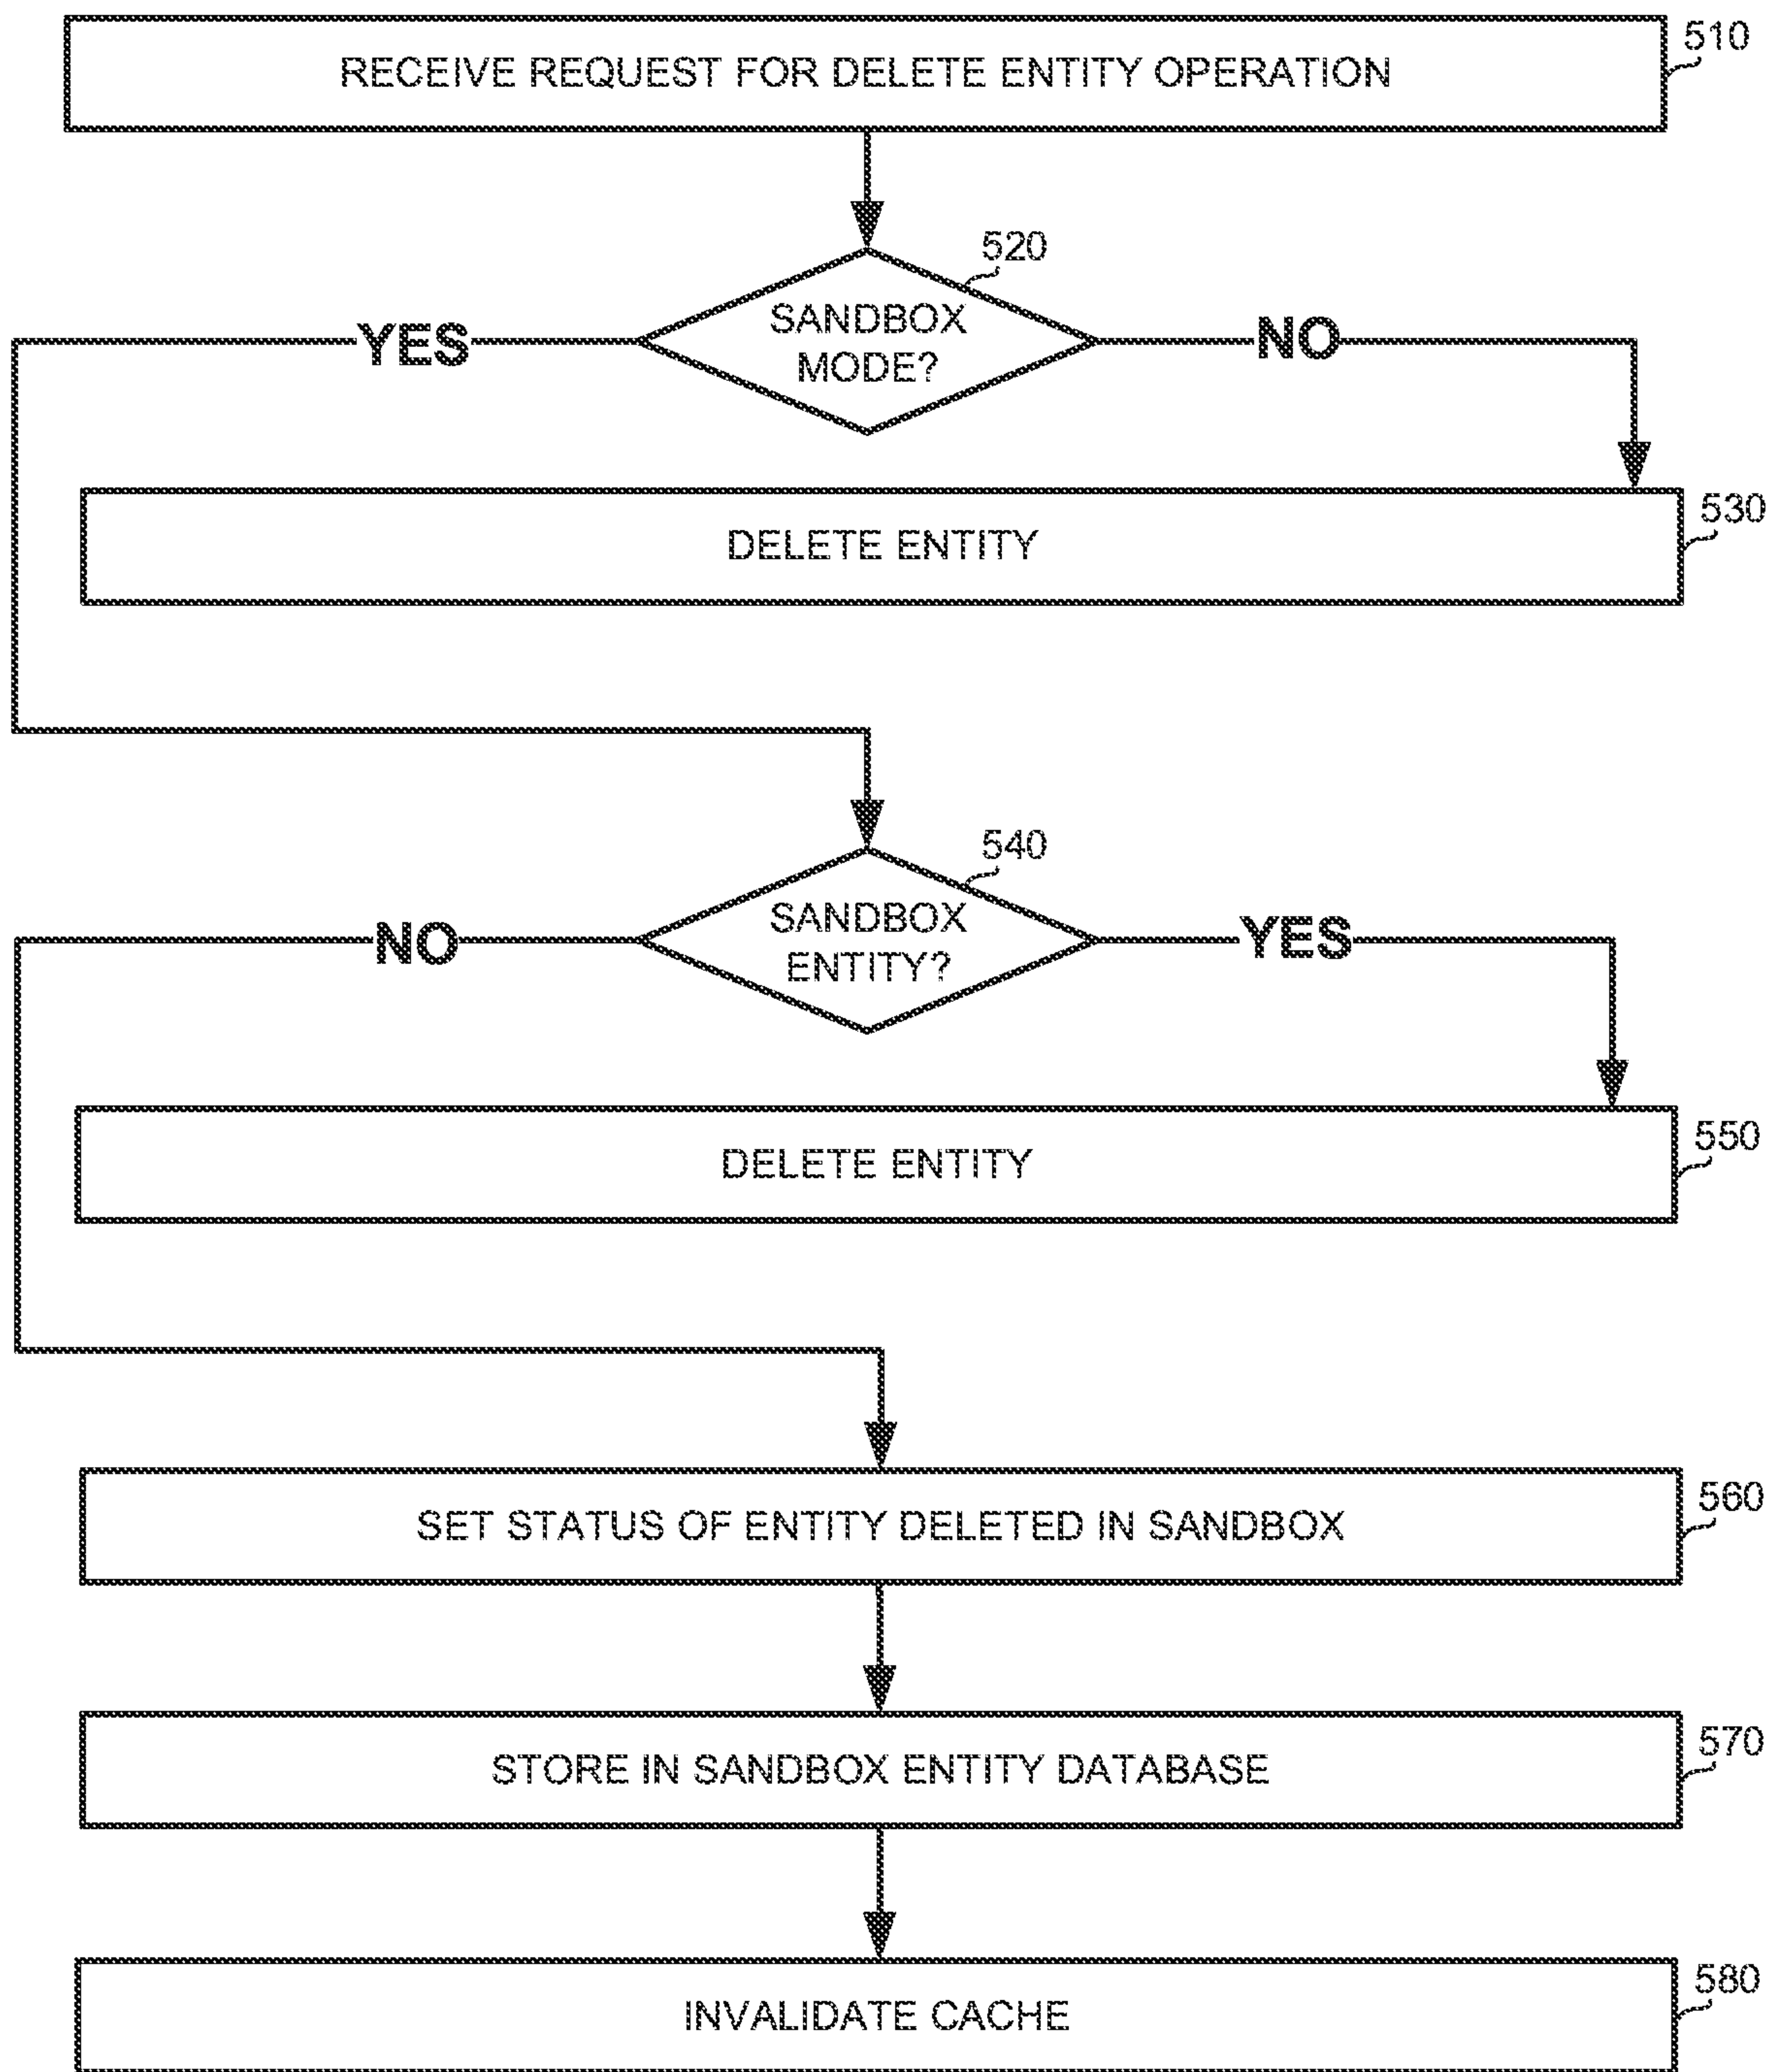 RECEIVE REQUEST FOR DELETE ENTITY OPERATION
510
520
SANDBOX
MODE?
YES
NO
530
DELETE ENTITY
540
SANDBOX
ENTITY?
NO
YES
550
DELETE ENTITY
560
SET STATUS OF ENTITY DELETED IN SANDBOX
570
STORE IN SANDBOX ENTITY DATABASE
580
INVALIDATE CACHE